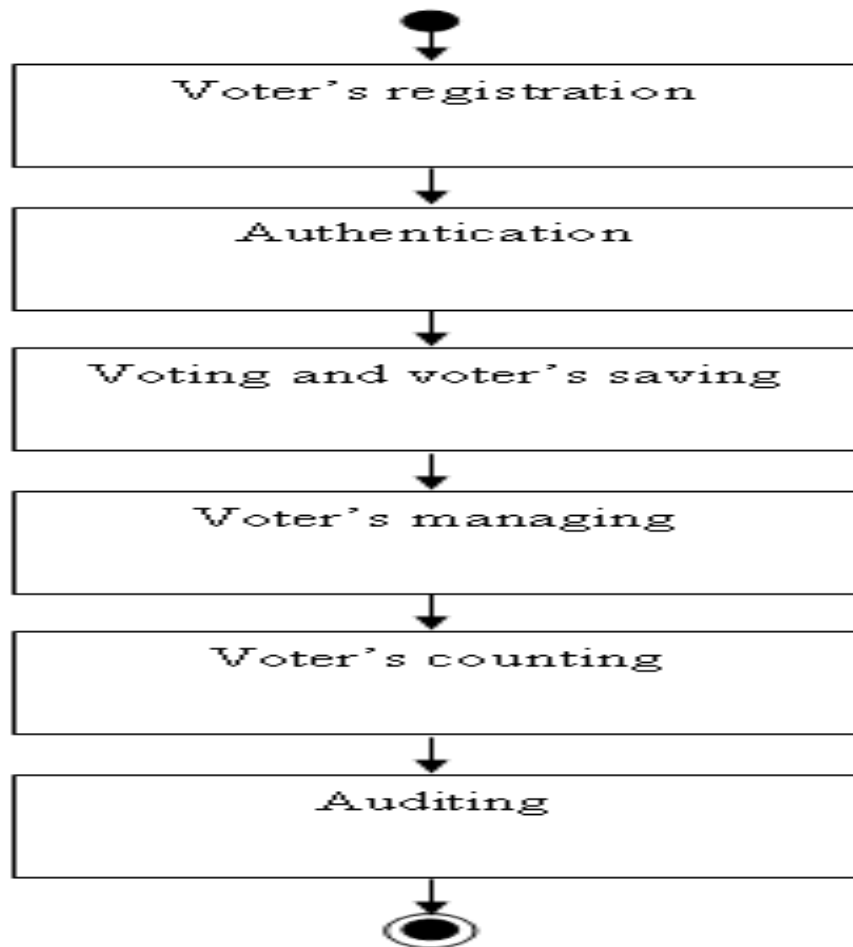 Voter's registration
Authentication
Voting and voter's saving
Voter's managing
Voter's counting
Auditing